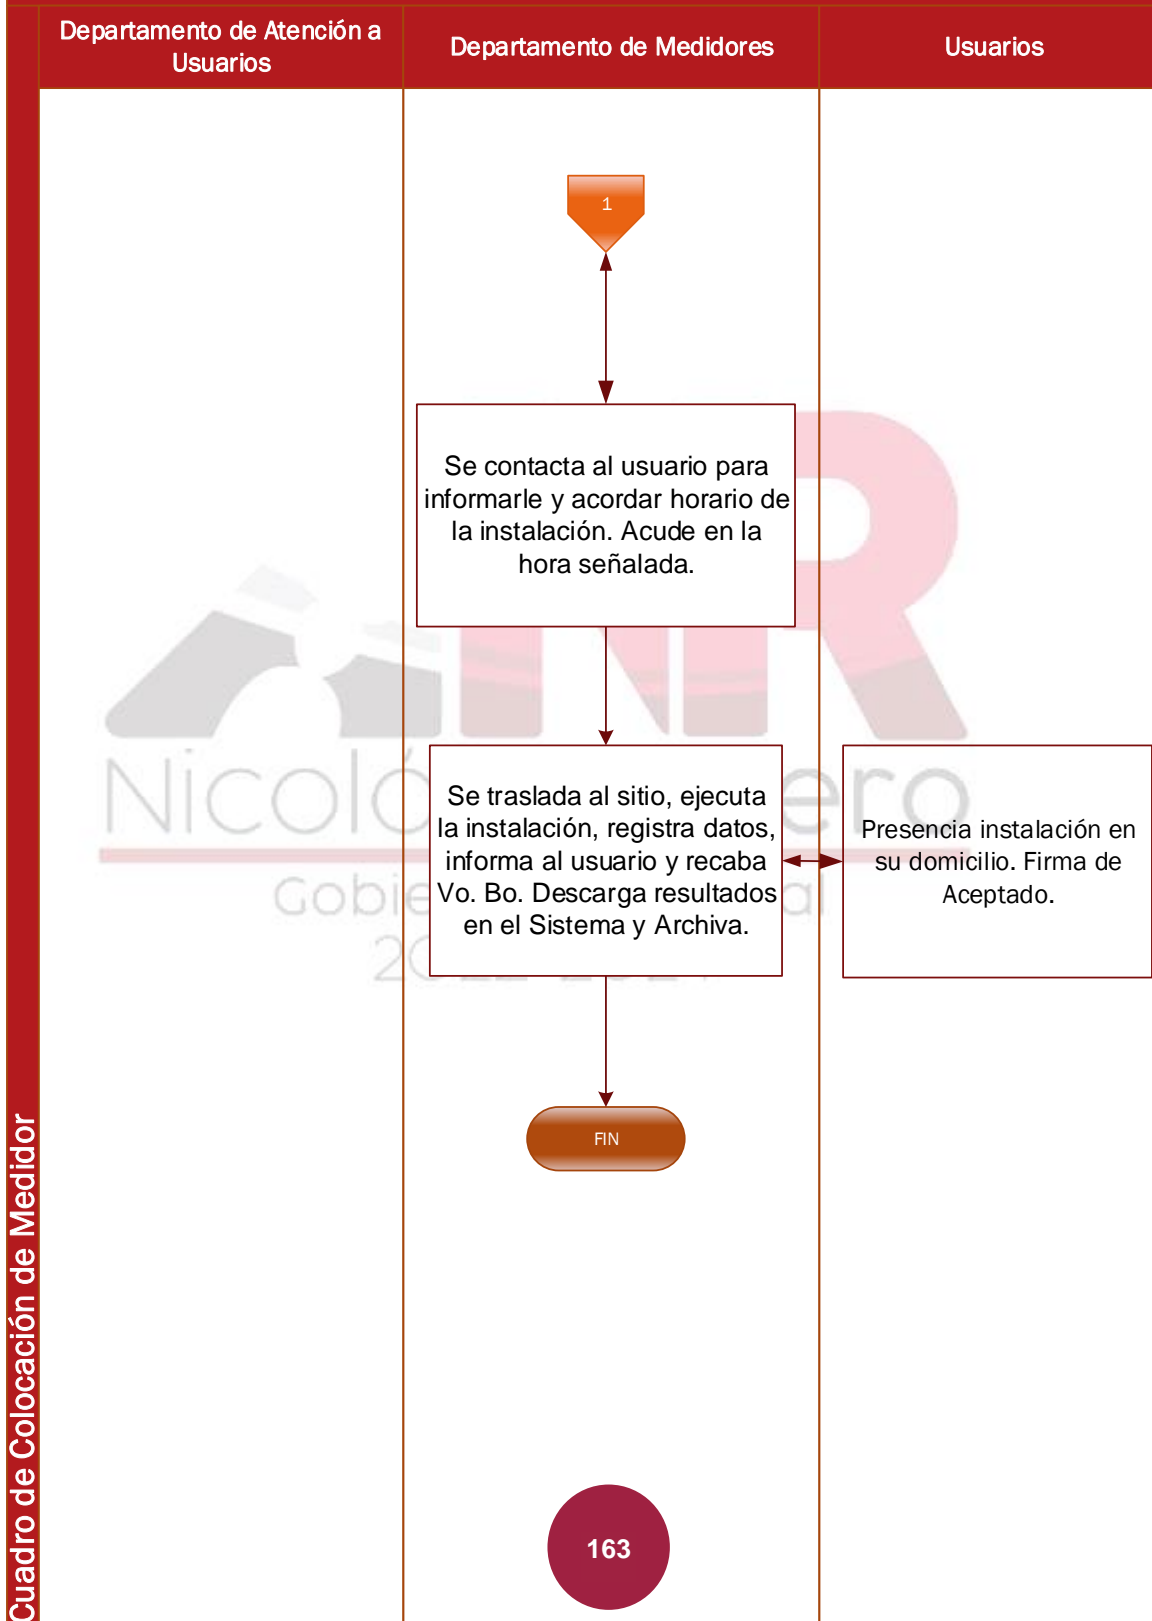 Departamento de Atención a
Usuarios
Departamento de Medidores
Usuarios
1
Se contacta al usuario para
informarle y acordar horario de
la instalación. Acude en la
hora señalada.
Se traslada al sitio, ejecuta
la instalación, registra datos,
informa al usuario y recaba
Vo. Bo. Descarga resultados
en el Sistema y Archiva.
Presencia instalación en
su domicilio. Firma de
Aceptado.
FIN
Cuadro de Colocación de Medidor
163